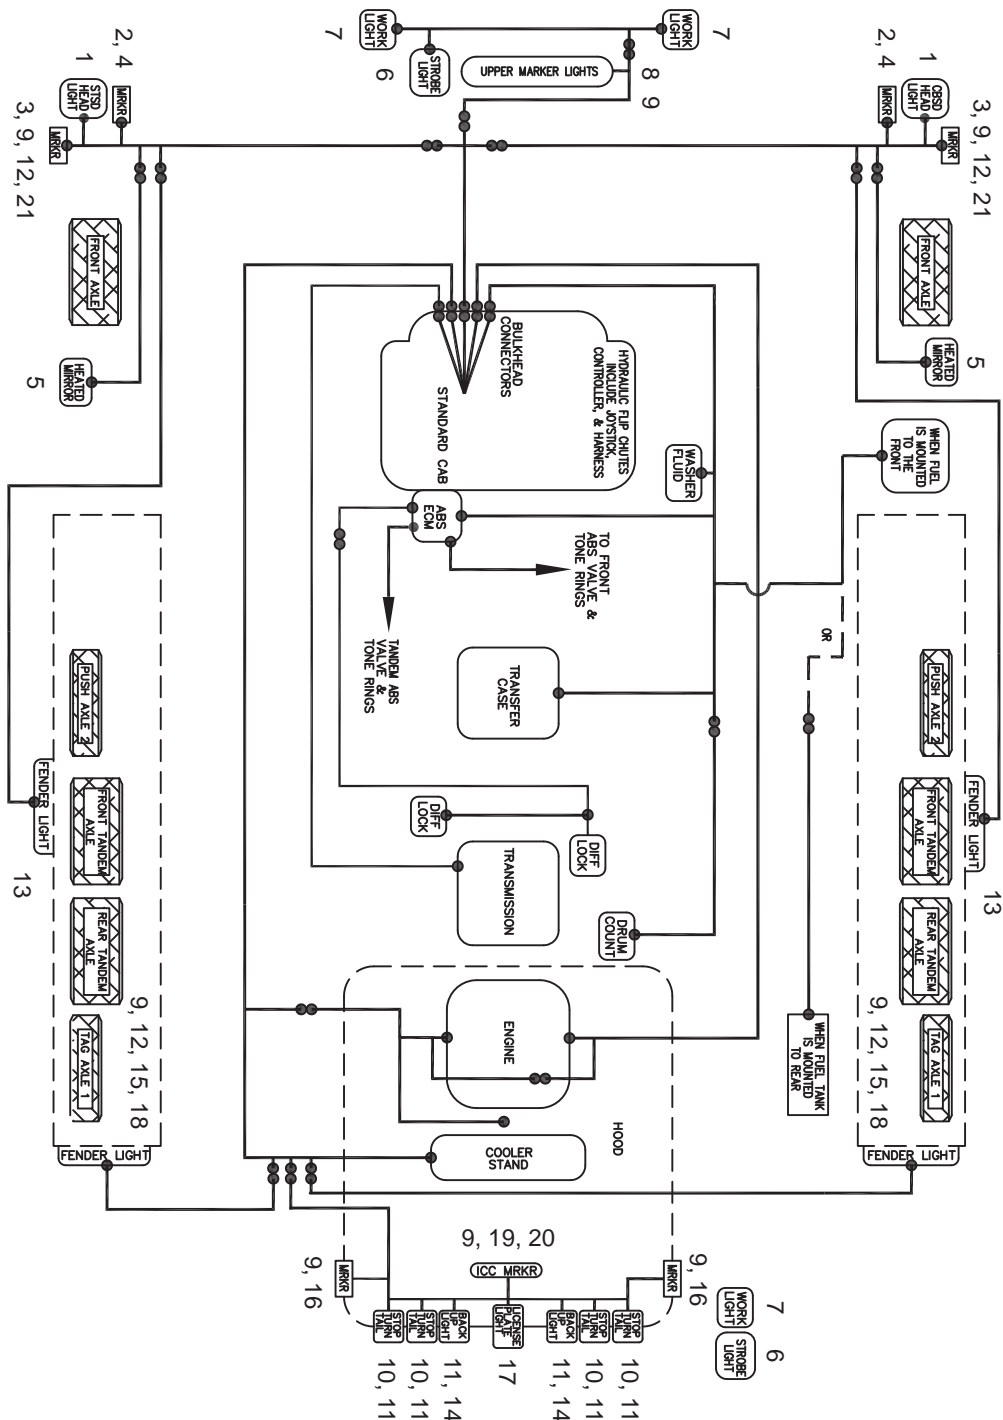 7
WORK
LIGHT
6
STROBE
LIGHT
WORK
LIGHT
7
UPPER MARKER LIGHTS
8
9
2, 4
1
STSD
HEAD
LIGHT
MRKR
MRKR
3, 9, 12, 21
2, 4
1
CBSD
HEAD
LIGHT
MRKR
MRKR
3, 9, 12, 21
FRONT AXLE
FRONT AXLE
HEATED
MIRROR
5
HEATED
MIRROR
5
BULKHEAD
CONNECTORS
HYDRAULIC FLIP CHUTES
INCLUDE JOYSTICK,
CONTROLLER, & HARNESS
STANDARD CAB
WASHER
FLUID
WHEN FUEL
IS MOUNTED
TO THE
FRONT
ABS
ECM
TO FRONT
ABS VALVE &
TONE RINGS
TANDEM ABS
VALVE &
TONE RINGS
OR
TRANSFER
CASE
PUSH AXLE 2
PUSH AXLE 2
FENDER LIGHT
13
FENDER LIGHT
13
FRONT TANDEM
AXLE
FRONT TANDEM
AXLE
DIFF
LOCK
DIFF
LOCK
TRANSMISSION
DRUM
COUNT
REAR TANDEM
AXLE
REAR TANDEM
AXLE
9, 12, 15, 18
9, 12, 15, 18
TAG AXLE 1
TAG AXLE 1
ENGINE
WHEN FUEL TANK
IS MOUNTED
TO REAR
HOOD
COOLER
STAND
FENDER LIGHT
FENDER LIGHT
9, 19, 20
ICC MRKR
MRKR
9, 16
MRKR
9, 16
STOP
TURN
TAIL
STOP
TURN
TAIL
BACK
UP
LIGHT
LICENSE
PLATE
LIGHT
BACK
UP
LIGHT
STOP
TURN
TAIL
STOP
TURN
TAIL
10, 11
10, 11
11, 14
17
11, 14
10, 11
10, 11
WORK
LIGHT
7
STROBE
LIGHT
6